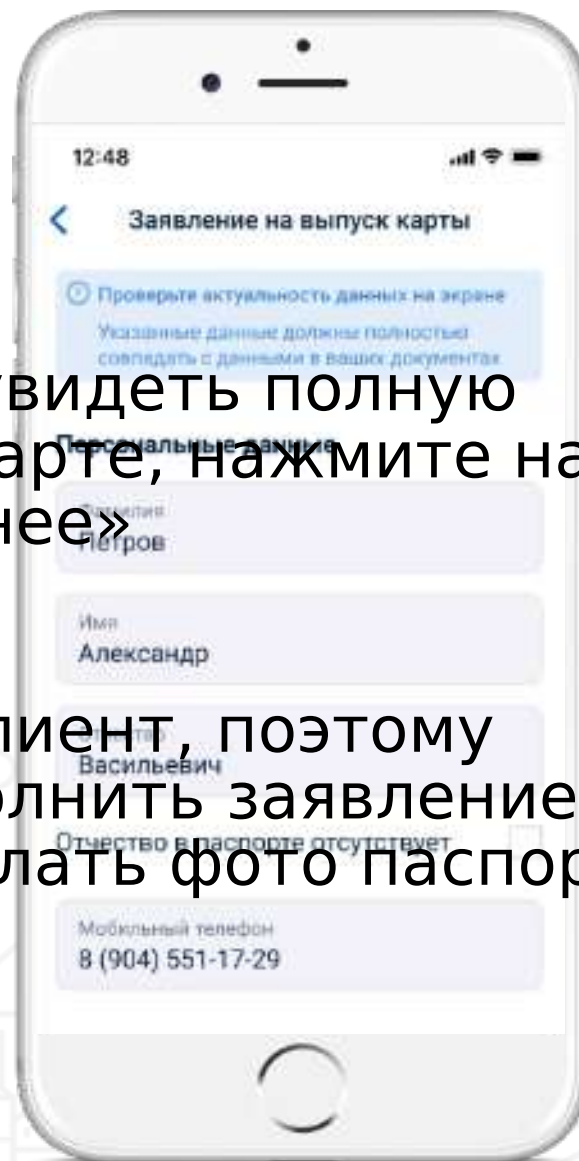 12:48
Заявление на выпуск карты
Проверьте актуальность данных на экране
Указанные данные должны полностью
совпадать с данными в ваших документах
увидеть полную
Персональные данные
арте, нажмите на
Фамилия
нее»
Петров
Имя
Александр
лиент, поэтому
Васильевич
олнить заявление
Отчество в паспорте отсутствует
лать фото паспор
Мобильный телефон
8 (904) 551-17-29